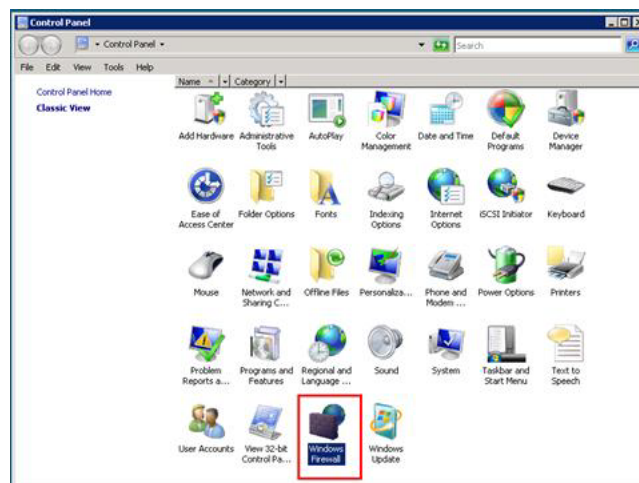 Control Panel
Control Panel
Search
File Edit View Tools Help
Control Panel Home
Classic View
Name Category
Add Hardware
Administrative Tools
AutoPlay
Color Management
Date and Time
Default Programs
Device Manager
Ease of Access Center
Folder Options
Fonts
Indexing Options
Internet Options
iSCSI Initiator
Keyboard
Mouse
Network and Sharing C...
Offline Files
Personaliza...
Phone and Modem ...
Power Options
Printers
Problem Reports a...
Programs and Features
Regional and Language ...
Sound
System
Taskbar and Start Menu
Text to Speech
User Accounts
View 32-bit Control Pa...
Windows Firewall
Windows Update